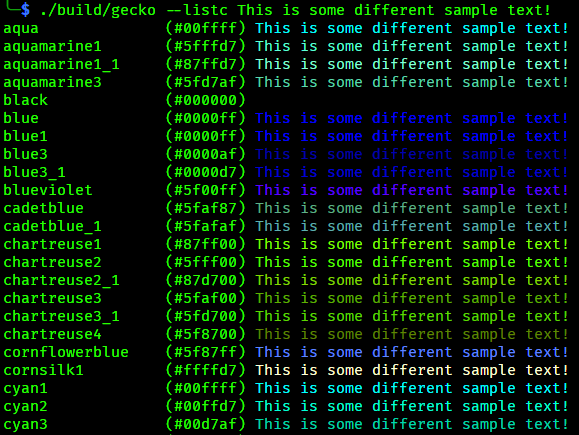 $ ./build/gecko --listc This is some different sample text!
aqua (#00ffff) This is some different sample text!
aquamarine1 (#5fffd7) This is some different sample text!
aquamarine1_1 (#87ffd7) This is some different sample text!
aquamarine3 (#5fd7af) This is some different sample text!
black (#000000)
blue (#0000ff) This is some different sample text!
blue1 (#0000ff) This is some different sample text!
blue3 (#0000af) This is some different sample text!
blue3_1 (#0000d7) This is some different sample text!
blueviolet (#5f00ff) This is some different sample text!
cadetblue (#5faf87) This is some different sample text!
cadetblue_1 (#5fafaf) This is some different sample text!
chartreuse1 (#87ff00) This is some different sample text!
chartreuse2 (#5fff00) This is some different sample text!
chartreuse2_1 (#87d700) This is some different sample text!
chartreuse3 (#5faf00) This is some different sample text!
chartreuse3_1 (#5fd700) This is some different sample text!
chartreuse4 (#5f8700) This is some different sample text!
cornflowerblue (#5f87ff) This is some different sample text!
cornsilk1 (#ffffd7) This is some different sample text!
cyan1 (#00ffff) This is some different sample text!
cyan2 (#00ffd7) This is some different sample text!
cyan3 (#00d7af) This is some different sample text!